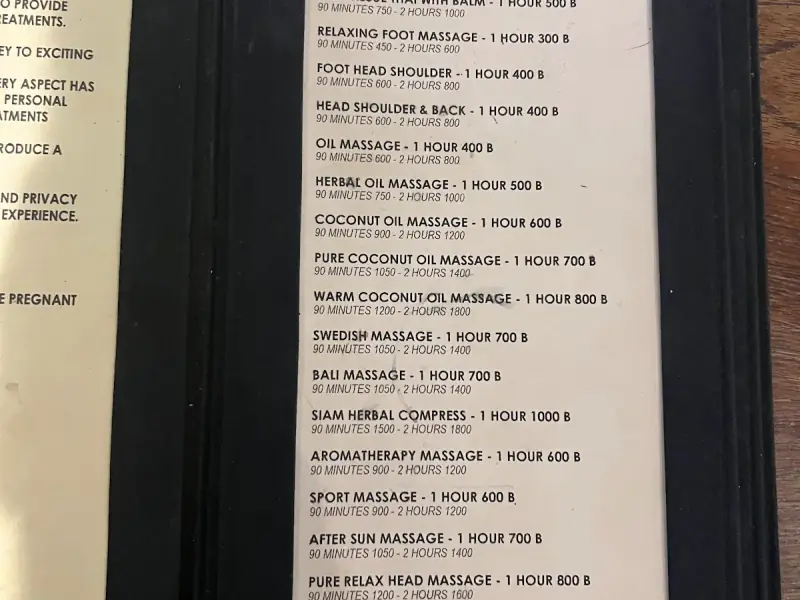 O PROVIDE
EATMENTS.
EY TO EXCITING
ERY ASPECT HAS
PERSONAL
ATMENTS
RODUCE A
ND PRIVACY
EXPERIENCE.
E PREGNANT
THAI WITH BALM - 1 HOUR 500 B
90 MINUTES 750 - 2 HOURS 1000
RELAXING FOOT MASSAGE - 1 HOUR 300 B
90 MINUTES 450 - 2 HOURS 600
FOOT HEAD SHOULDER - 1 HOUR 400 B
90 MINUTES 600 - 2 HOURS 800
HEAD SHOULDER & BACK - 1 HOUR 400 B
90 MINUTES 600 - 2 HOURS 800
OIL MASSAGE - 1 HOUR 400 B
90 MINUTES 600 - 2 HOURS 800
HERBAL OIL MASSAGE - 1 HOUR 500 B
90 MINUTES 750 - 2 HOURS 1000
COCONUT OIL MASSAGE - 1 HOUR 600 B
90 MINUTES 900 - 2 HOURS 1200
PURE COCONUT OIL MASSAGE - 1 HOUR 700 B
90 MINUTES 1050 - 2 HOURS 1400
WARM COCONUT OIL MASSAGE - 1 HOUR 800 B
90 MINUTES 1200 - 2 HOURS 1800
SWEDISH MASSAGE - 1 HOUR 700 B
90 MINUTES 1050 - 2 HOURS 1400
BALI MASSAGE - 1 HOUR 700 B
90 MINUTES 1050 - 2 HOURS 1400
SIAM HERBAL COMPRESS - 1 HOUR 1000 B
90 MINUTES 1500 - 2 HOURS 1800
AROMATHERAPY MASSAGE - 1 HOUR 600 B
90 MINUTES 900 - 2 HOURS 1200
SPORT MASSAGE - 1 HOUR 600 B
90 MINUTES 900 - 2 HOURS 1200
AFTER SUN MASSAGE - 1 HOUR 700 B
90 MINUTES 1050 - 2 HOURS 1400
PURE RELAX HEAD MASSAGE - 1 HOUR 800 B
90 MINUTES 1200 - 2 HOURS 1600